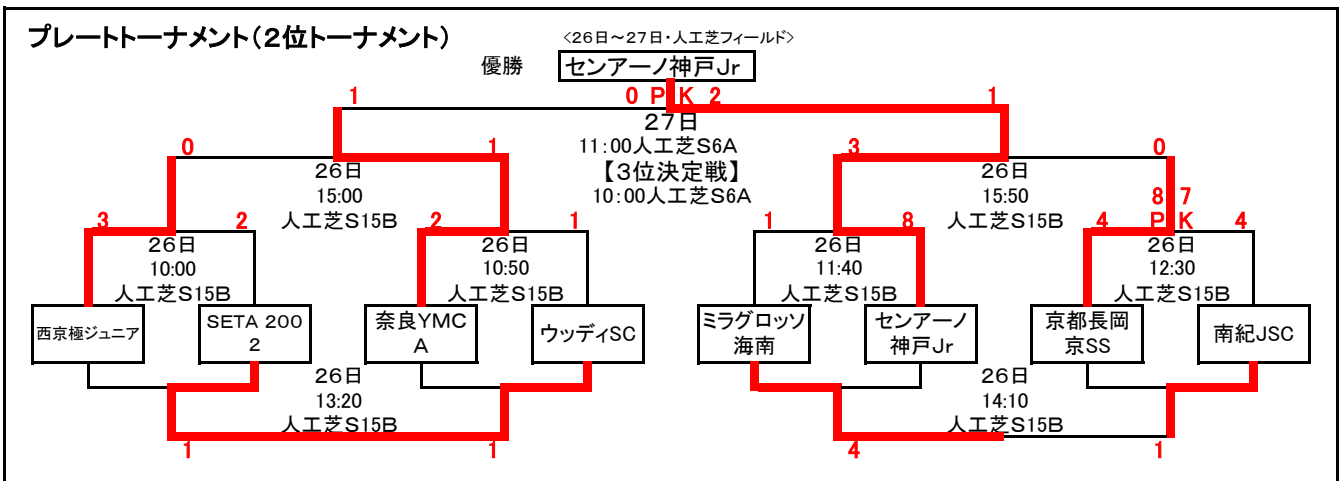 プレートトーナメント(2位トーナメント)
<26日～27日・人工芝フィールド>
優勝 センアーノ神戸Jr
1 0 P K 2 1
27日
11:00人工芝S6A
【3位決定戦】
10:00人工芝S6A
0 1 3 0
26日 26日
15:00 15:50
人工芝S15B 人工芝S15B
8 7
3 2 2 1 1 8 4 P K 4
26日 26日 26日 26日
10:00 10:50 11:40 12:30
人工芝S15B 人工芝S15B 人工芝S15B 人工芝S15B
西京極ジュニア
SETA 200
2
奈良YMC
A
ウッディSC
ミラグロッソ
海南
センアーノ
神戸Jr
京都長岡
京SS
南紀JSC
26日 26日
13:20 14:10
人工芝S15B 人工芝S15B
1 1 4 1